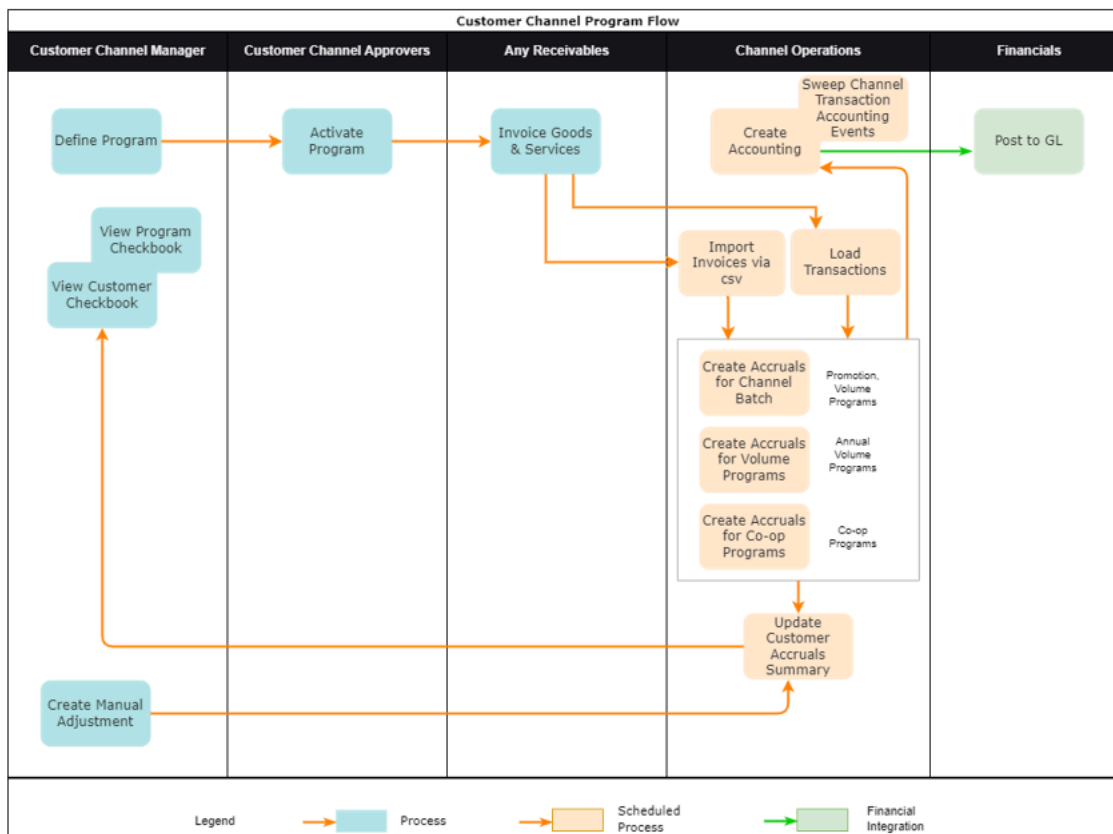 Customer Channel Program Flow
Customer Channel Manager
Customer Channel Approvers
Any Receivables
Channel Operations
Financials
Define Program
Activate
Program
Invoice Goods
& Services
Sweep Channel
Transaction
Accounting
Events
Create
Accounting
Post to GL
View Program
Checkbook
View Customer
Checkbook
Import
Invoices via
csv
Load
Transactions
Create Accruals
for Channel
Batch
Promotion,
Volume
Programs
Create Accruals
for Volume
Programs
Annual
Volume
Programs
Create Accruals
for Co-op
Programs
Co-op
Programs
Update
Customer
Accruals
Summary
Create Manual
Adjustment
Legend
Process
Scheduled
Process
Financial
Integration